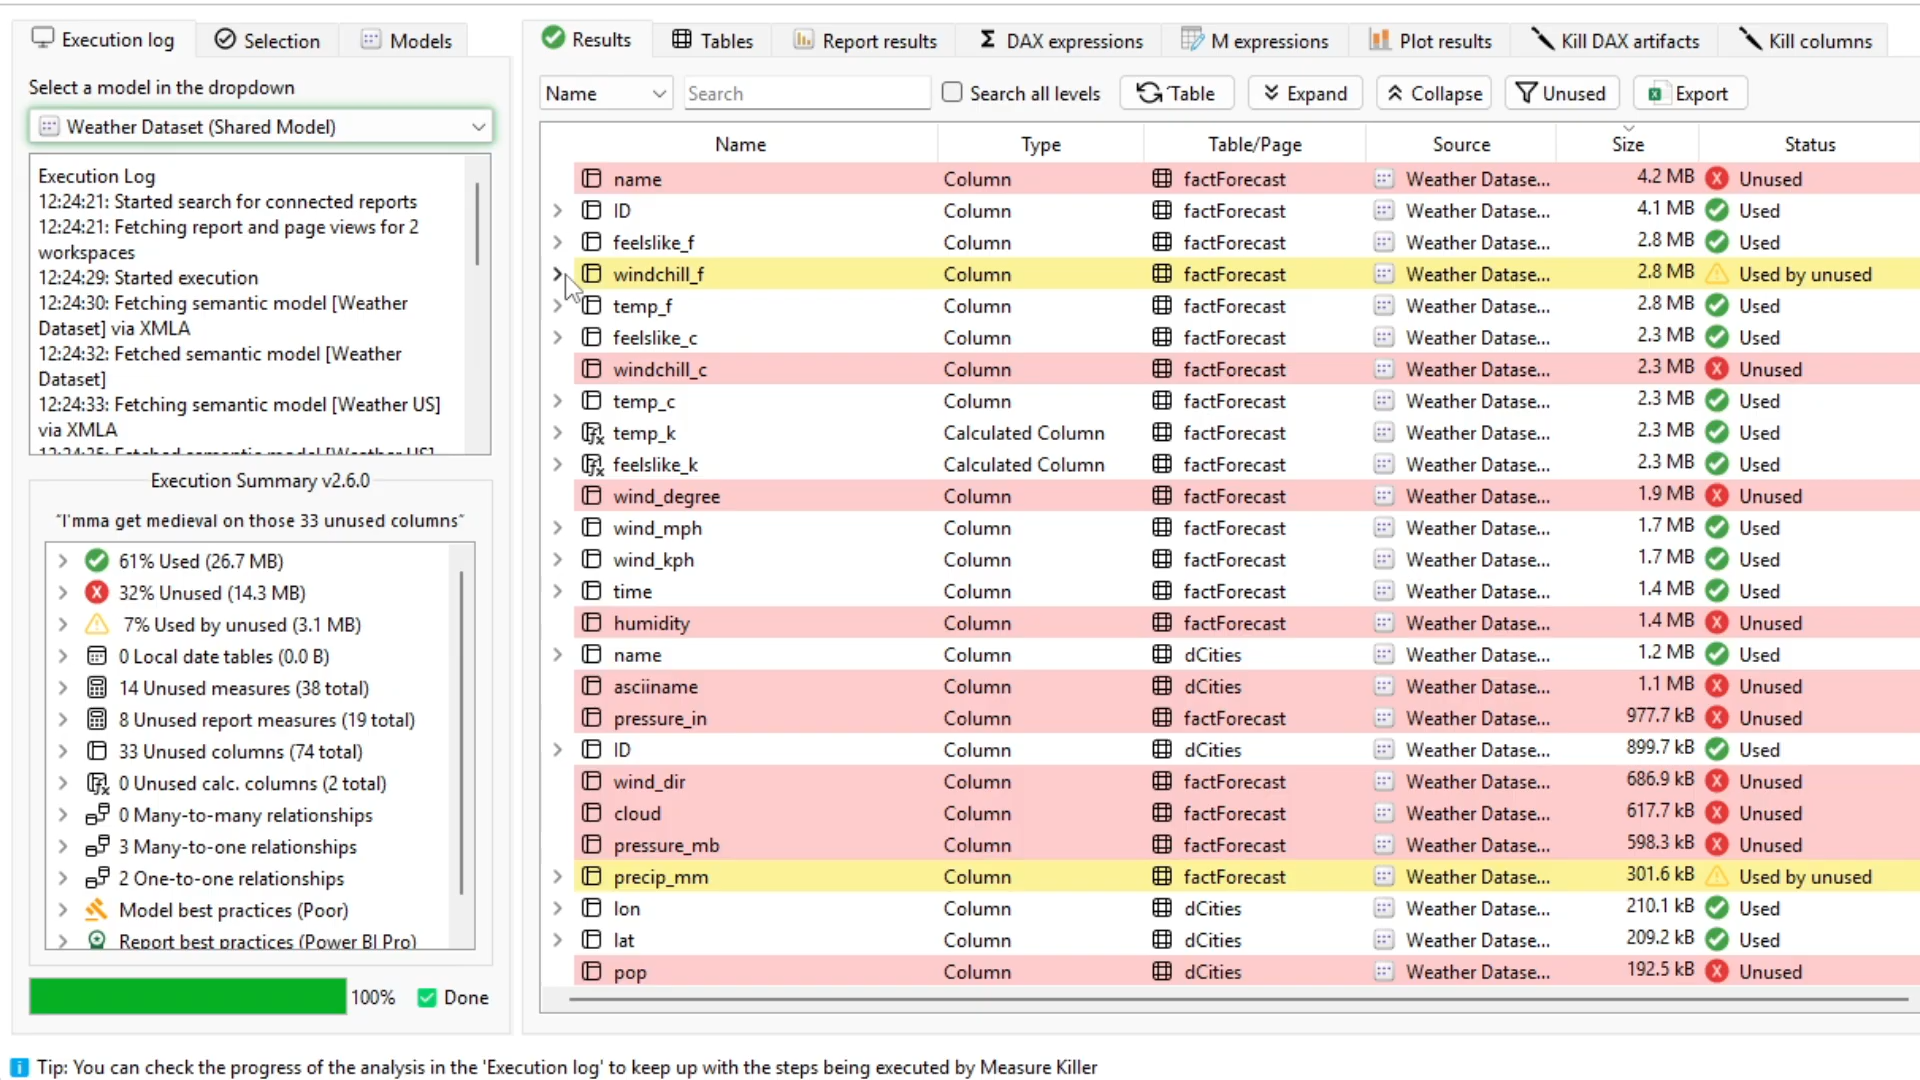 Execution log
Selection
Models
Select a model in the dropdown
Weather Dataset (Shared Model)
Execution Log
12:24:21: Started search for connected reports
12:24:21: Fetching report and page views for 2
workspaces
12:24:29: Started execution
12:24:30: Fetching semantic model [Weather
Dataset] via XMLA
12:24:32: Fetched semantic model [Weather
Dataset]
12:24:33: Fetching semantic model [Weather US]
via XMLA
12:24:35: Fetched semantic model [Weather US]
Execution Summary v2.6.0
"I'mma get medieval on those 33 unused columns"
61% Used (26.7 MB)
32% Unused (14.3 MB)
7% Used by unused (3.1 MB)
0 Local date tables (0.0 B)
14 Unused measures (38 total)
8 Unused report measures (19 total)
33 Unused columns (74 total)
0 Unused calc. columns (2 total)
0 Many-to-many relationships
3 Many-to-one relationships
2 One-to-one relationships
Model best practices (Poor)
Report best practices (Power BI Pro)
100% Done
Results
Tables
Report results
DAX expressions
M expressions
Plot results
Kill DAX artifacts
Kill columns
Name Search Search all levels Table Expand Collapse Unused Export
Name Type Table/Page Source Size Status
name Column factForecast Weather Datase... 4.2 MB Unused
ID Column factForecast Weather Datase... 4.1 MB Used
feelslike_f Column factForecast Weather Datase... 2.8 MB Used
windchill_f Column factForecast Weather Datase... 2.8 MB Used by unused
temp_f Column factForecast Weather Datase... 2.8 MB Used
feelslike_c Column factForecast Weather Datase... 2.3 MB Used
windchill_c Column factForecast Weather Datase... 2.3 MB Unused
temp_c Column factForecast Weather Datase... 2.3 MB Used
temp_k Calculated Column factForecast Weather Datase... 2.3 MB Used
feelslike_k Calculated Column factForecast Weather Datase... 2.3 MB Used
wind_degree Column factForecast Weather Datase... 1.9 MB Unused
wind_mph Column factForecast Weather Datase... 1.7 MB Used
wind_kph Column factForecast Weather Datase... 1.7 MB Used
time Column factForecast Weather Datase... 1.4 MB Used
humidity Column factForecast Weather Datase... 1.4 MB Unused
name Column dCities Weather Datase... 1.2 MB Used
asciiname Column dCities Weather Datase... 1.1 MB Unused
pressure_in Column factForecast Weather Datase... 977.7 kB Unused
ID Column dCities Weather Datase... 899.7 kB Used
wind_dir Column factForecast Weather Datase... 686.9 kB Unused
cloud Column factForecast Weather Datase... 617.7 kB Unused
pressure_mb Column factForecast Weather Datase... 598.3 kB Unused
precip_mm Column factForecast Weather Datase... 301.6 kB Used by unused
lon Column dCities Weather Datase... 210.1 kB Used
lat Column dCities Weather Datase... 209.2 kB Used
pop Column dCities Weather Datase... 192.5 kB Unused
Tip: You can check the progress of the analysis in the 'Execution log' to keep up with the steps being executed by Measure Killer